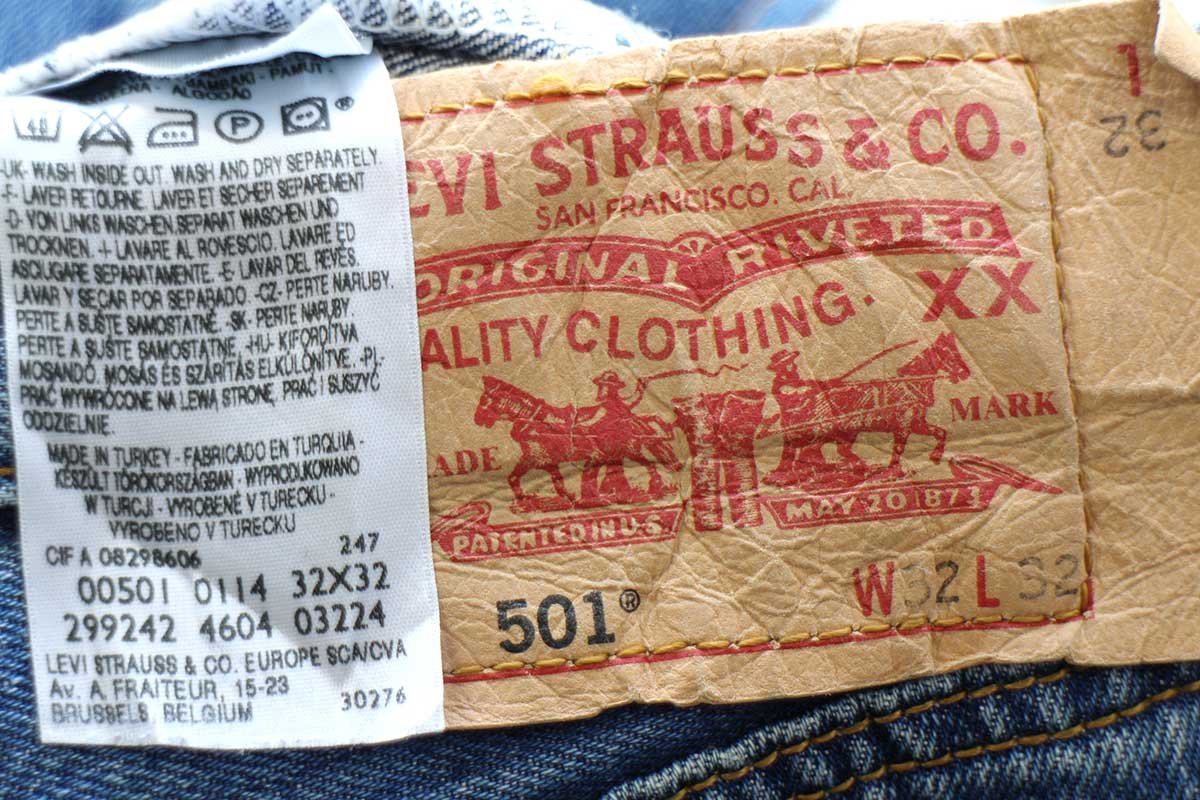 - ALGODÃO
40 P ®
-UK- WASH INSIDE OUT. WASH AND DRY SEPARATELY.
-F- LAVER RETOURNE. LAVER ET SECHER SEPAREMENT
-D- VON LINKS WASCHEN, SEPARAT WASCHEN UND
TROCKNEN. -I- LAVARE AL ROVESCIO. LAVARE ED
ASCIUGARE SEPARATAMENTE. -E- LAVAR DEL REVÉS.
LAVAR Y SECAR POR SEPARADO. -CZ- PERTE NARUBY.
PERTE A SUŠTE SAMOSTATNĚ. -SK- PERTE NARUBY.
PERTE A SUŠTE SAMOSTATNE. -HU- KIFORDÍTVA
MOSANDÓ. MOSÁS ÉS SZÁRÍTÁS ELKÜLÖNÍTVE. -PL-
PRAĆ WYWRÓCONE NA LEWĄ STRONĘ, PRAĆ I SUSZYĆ
ODDZIELNIE.
MADE IN TURKEY - FABRICADO EN TURQUIA -
KÉSZÜLT TÖRÖKORSZÁGBAN - WYPRODUKOWANO
W TURCJI - VYROBENÉ V TURECKU -
VYROBENO V TURECKU
CIF A 08298606 247
00501 0114 32X32
299242 4604 03224
LEVI STRAUSS & CO. EUROPE SCA/CVA
Av. A. FRAITEUR, 15-23
BRUSSELS, BELGIUM 30276
EVI STRAUSS & CO.
SAN FRANCISCO. CAL.
ORIGINAL RIVETED
ALITY CLOTHING. XX
ADE MARK
PATENTED IN U.S. MAY 20 1873
501® W32 L 32
1
32